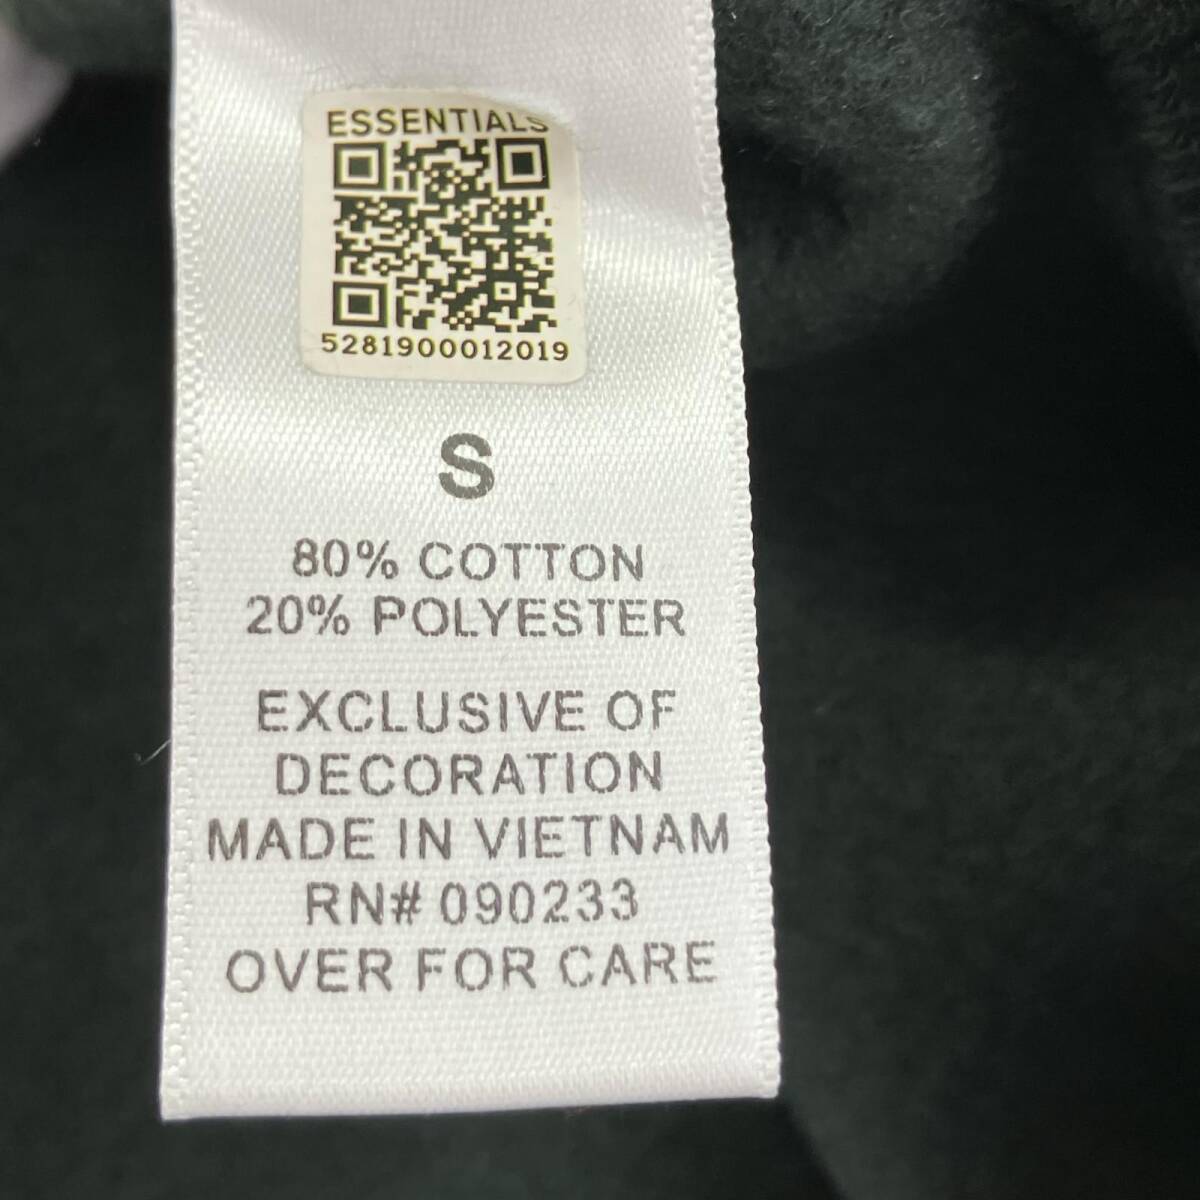 ESSENTIALS
5281900012019
S
80% COTTON
20% POLYESTER
EXCLUSIVE OF
DECORATION
MADE IN VIETNAM
RN# 090233
OVER FOR CARE